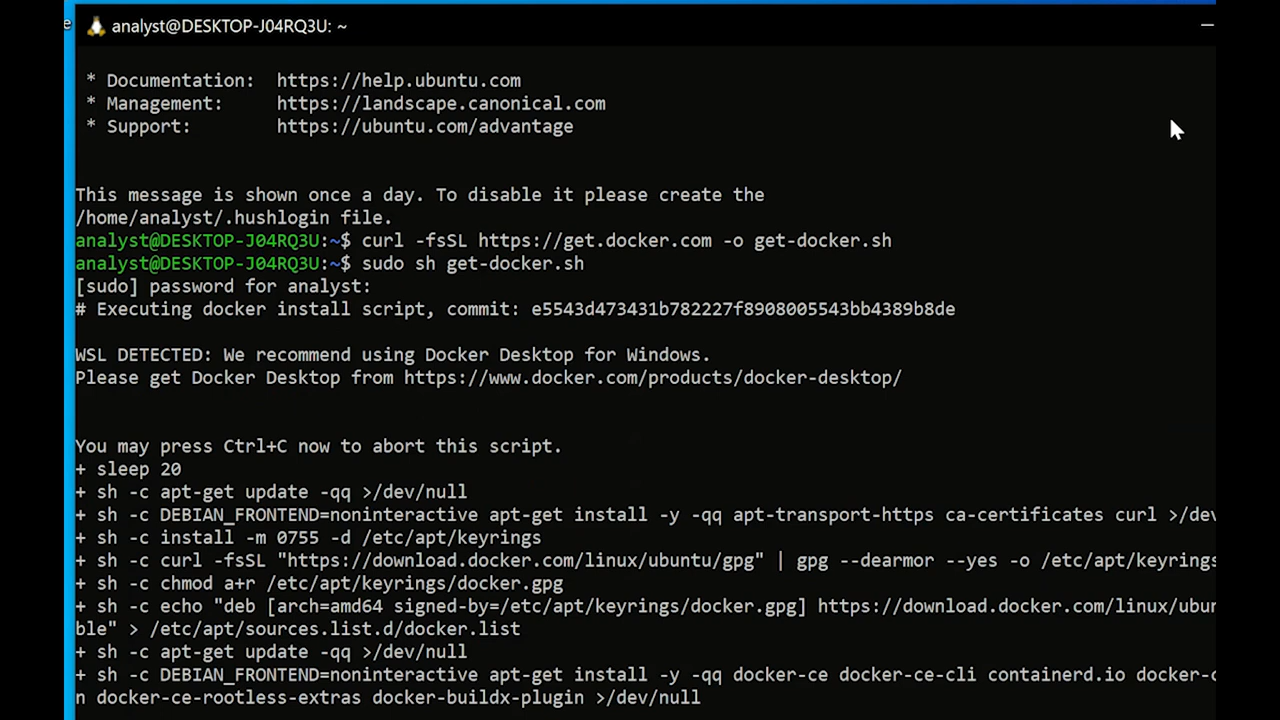 e
analyst@DESKTOP-J04RQ3U: ~
* Documentation:  https://help.ubuntu.com
* Management:     https://landscape.canonical.com
* Support:        https://ubuntu.com/advantage
This message is shown once a day. To disable it please create the
/home/analyst/.hushlogin file.
analyst@DESKTOP-J04RQ3U:~$ curl -fsSL https://get.docker.com -o get-docker.sh
analyst@DESKTOP-J04RQ3U:~$ sudo sh get-docker.sh
[sudo] password for analyst:
# Executing docker install script, commit: e5543d473431b782227f8908005543bb4389b8de
WSL DETECTED: We recommend using Docker Desktop for Windows.
Please get Docker Desktop from https://www.docker.com/products/docker-desktop/
You may press Ctrl+C now to abort this script.
+ sleep 20
+ sh -c apt-get update -qq >/dev/null
+ sh -c DEBIAN_FRONTEND=noninteractive apt-get install -y -qq apt-transport-https ca-certificates curl >/dev
+ sh -c install -m 0755 -d /etc/apt/keyrings
+ sh -c curl -fsSL "https://download.docker.com/linux/ubuntu/gpg" | gpg --dearmor --yes -o /etc/apt/keyrings
+ sh -c chmod a+r /etc/apt/keyrings/docker.gpg
+ sh -c echo "deb [arch=amd64 signed-by=/etc/apt/keyrings/docker.gpg] https://download.docker.com/linux/ubun
ble" > /etc/apt/sources.list.d/docker.list
+ sh -c apt-get update -qq >/dev/null
+ sh -c DEBIAN_FRONTEND=noninteractive apt-get install -y -qq docker-ce docker-ce-cli containerd.io docker-c
n docker-ce-rootless-extras docker-buildx-plugin >/dev/null